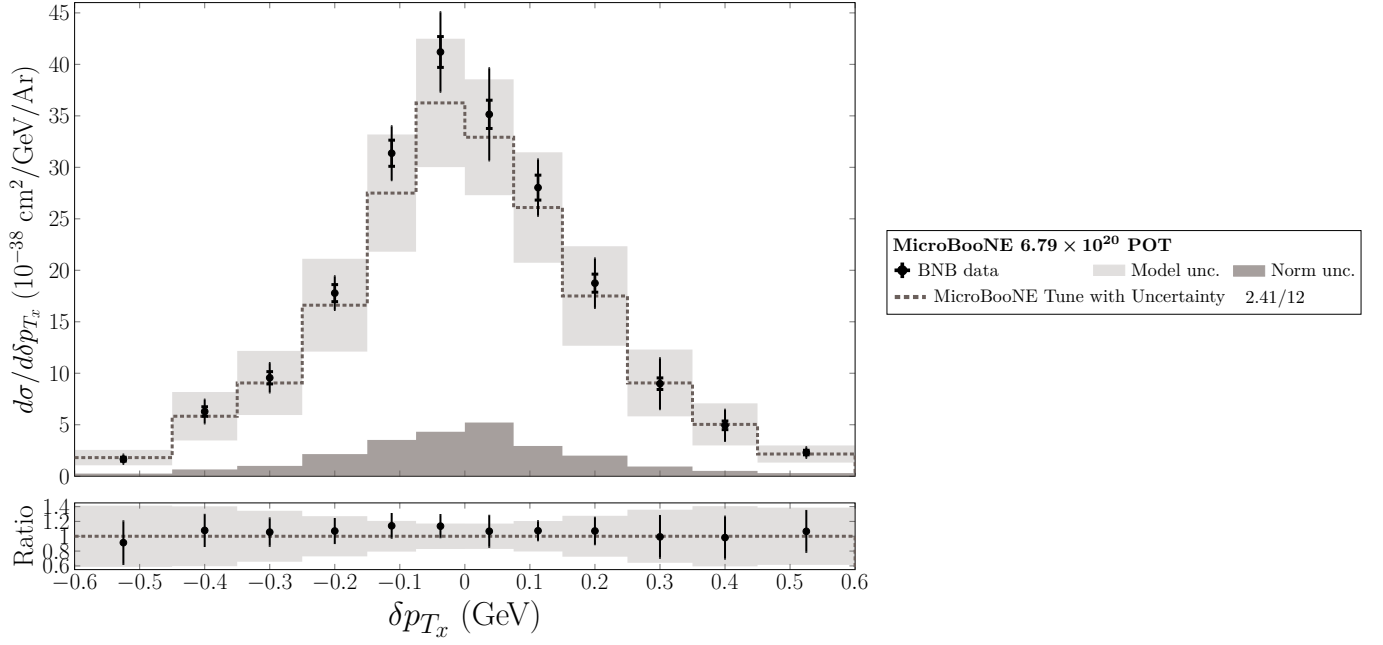 dσ/dδp_{T_x} (10^{−38} cm²/GeV/Ar)
45
40
35
30
25
20
15
10
5
0
MicroBooNE 6.79 × 10²⁰ POT
BNB data Model unc. Norm unc.
MicroBooNE Tune with Uncertainty 2.41/12
Ratio
1.4
1.2
1
0.8
0.6
−0.6 −0.5 −0.4 −0.3 −0.2 −0.1 0 0.1 0.2 0.3 0.4 0.5 0.6
δp_{T_x} (GeV)